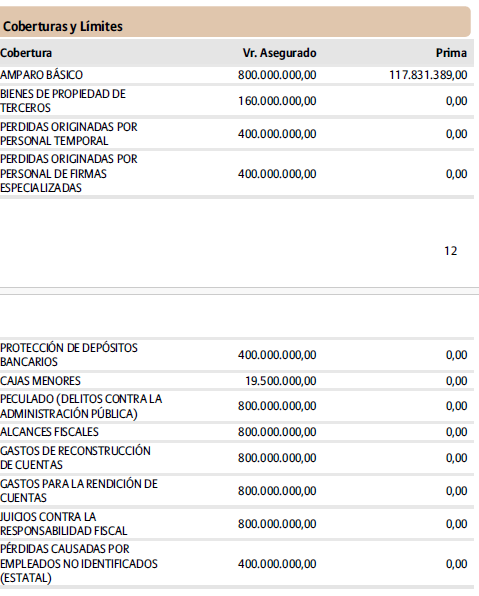 Coberturas y Límites
Cobertura Vr. Asegurado Prima
AMPARO BÁSICO 800.000.000,00 117.831.389,00
BIENES DE PROPIEDAD DE
TERCEROS 160.000.000,00 0,00
PERDIDAS ORIGINADAS POR
PERSONAL TEMPORAL 400.000.000,00 0,00
PERDIDAS ORIGINADAS POR
PERSONAL DE FIRMAS 400.000.000,00 0,00
ESPECIALIZADAS
12
PROTECCIÓN DE DEPÓSITOS
BANCARIOS 400.000.000,00 0,00
CAJAS MENORES 19.500.000,00 0,00
PECULADO (DELITOS CONTRA LA
ADMINISTRACIÓN PÚBLICA) 800.000.000,00 0,00
ALCANCES FISCALES 800.000.000,00 0,00
GASTOS DE RECONSTRUCCIÓN
DE CUENTAS 800.000.000,00 0,00
GASTOS PARA LA RENDICIÓN DE
CUENTAS 800.000.000,00 0,00
JUICIOS CONTRA LA
RESPONSABILIDAD FISCAL 800.000.000,00 0,00
PÉRDIDAS CAUSADAS POR
EMPLEADOS NO IDENTIFICADOS 400.000.000,00 0,00
(ESTATAL)